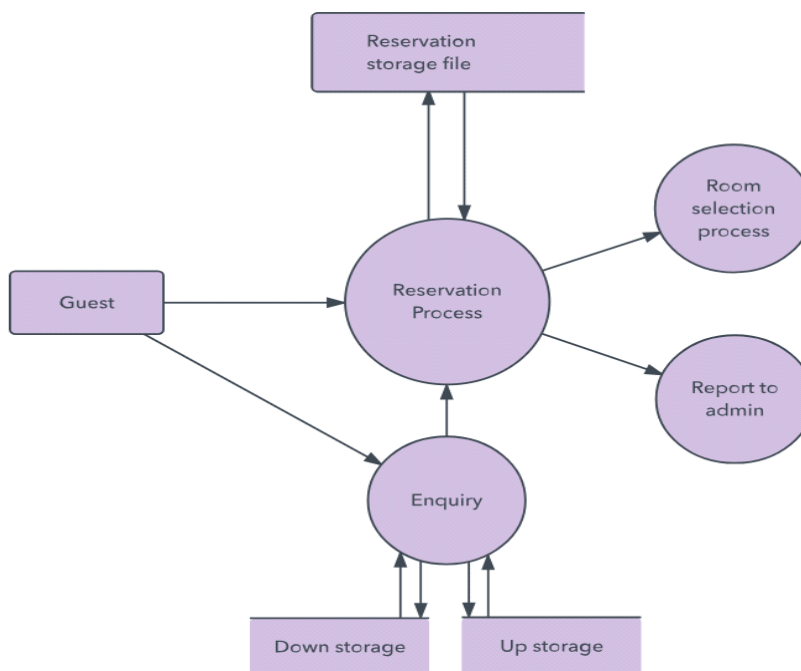 Reservation
storage file
Room
selection
process
Guest
Reservation
Process
Report to
admin
Enquiry
Down storage
Up storage